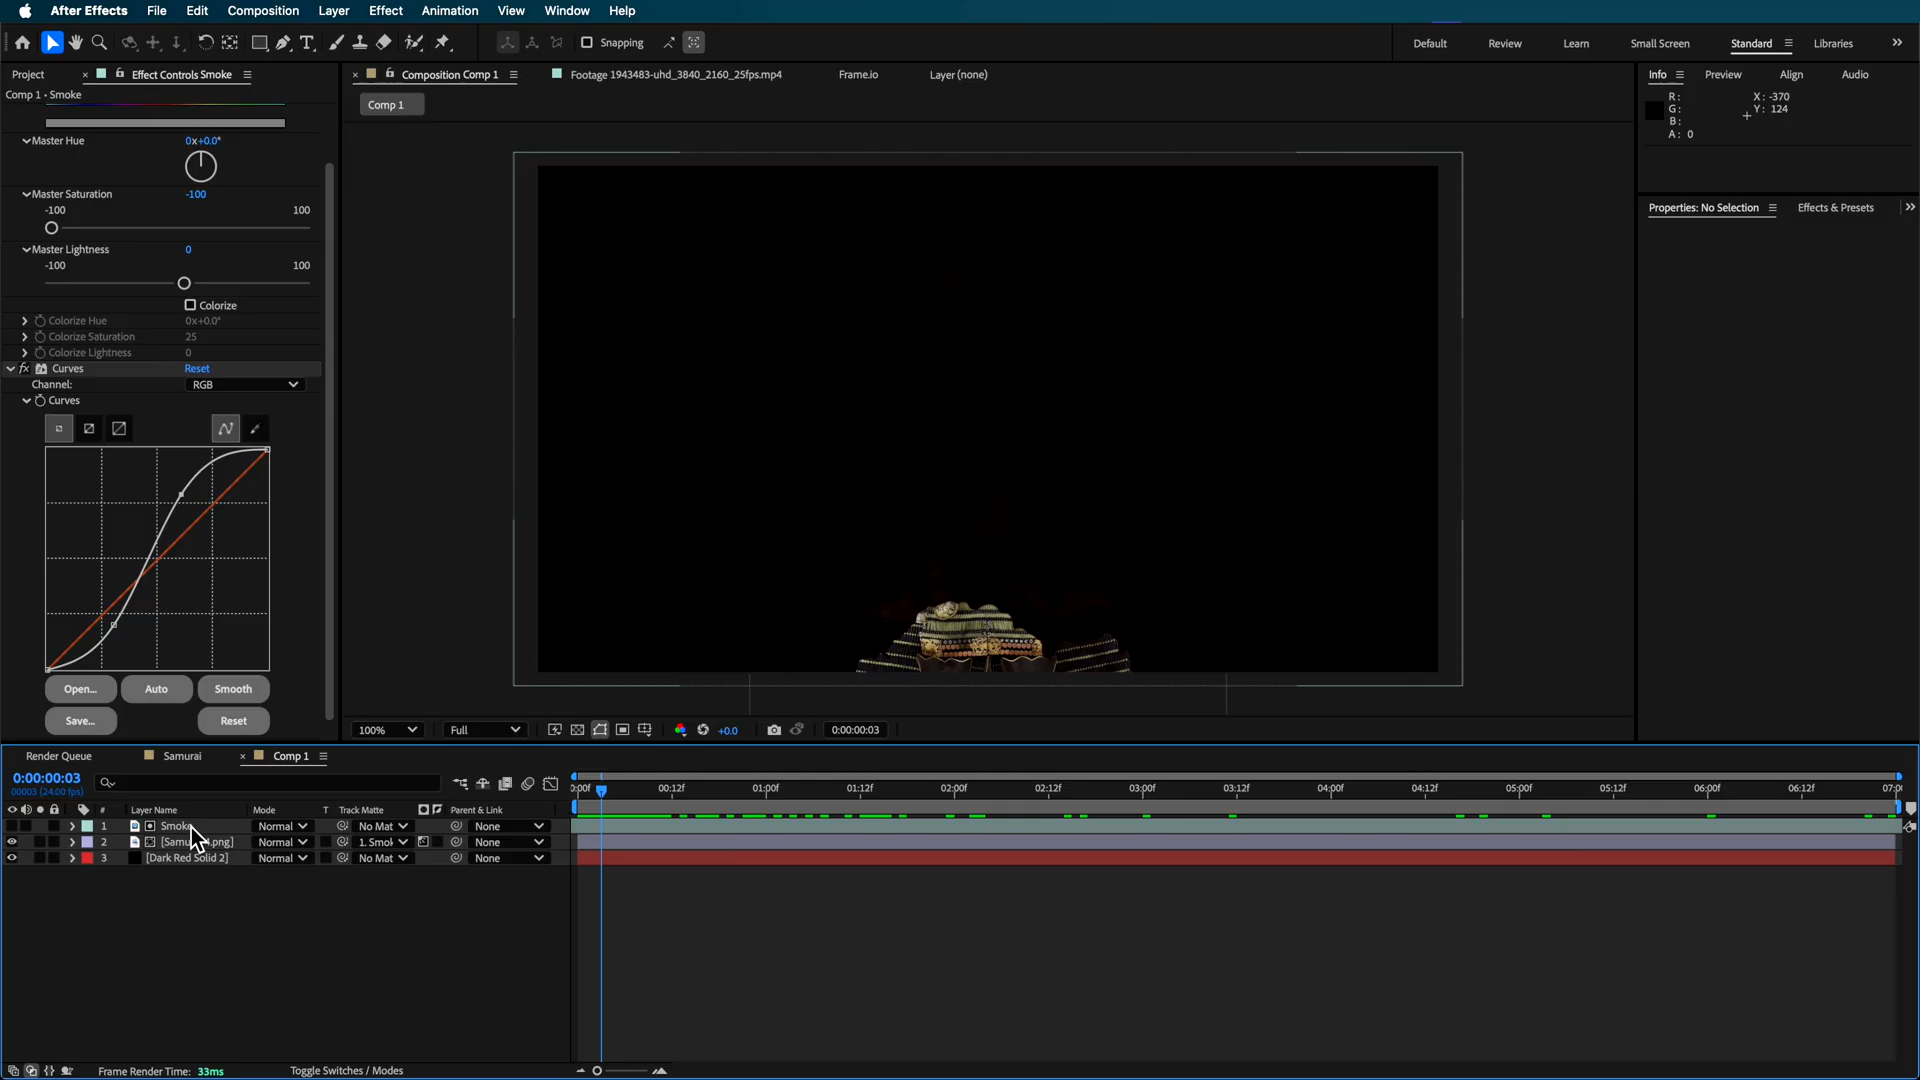 After Effects File Edit Composition Layer Effect Animation View Window Help
Snapping
Default Review Learn Small Screen Standard Libraries
Project Effect Controls Smoke
Composition Comp 1 Footage 1943483-uhd_3840_2160_25fps.mp4 Frame.io Layer (none)
Info Preview Align Audio
Comp 1 • Smoke
Comp 1
R: X: -370
G: Y: 124
B:
A: 0
Master Hue 0x+0.0°
Master Saturation -100
-100 100
Master Lightness 0
-100 100
Colorize
Colorize Hue 0x+0.0°
Colorize Saturation 25
Colorize Lightness 0
fx Curves Reset
Channel: RGB
Curves
Open... Auto Smooth
Save... Reset
Properties: No Selection Effects & Presets
100% Full +0.0 0:00:00:03
Render Queue Samurai Comp 1
0:00:00:03
00003 (24.00 fps)
# Layer Name Mode T Track Matte Parent & Link
1 Smoke Normal No Mat None
2 Normal 1. Smok None
3 [Dark Red Solid 2] Normal No Mat None
:00f 00:12f 01:00f 01:12f 02:00f 02:12f 03:00f 03:12f 04:00f 04:12f 05:00f 05:12f 06:00f 06:12f 07:0
Frame Render Time: 33ms Toggle Switches / Modes